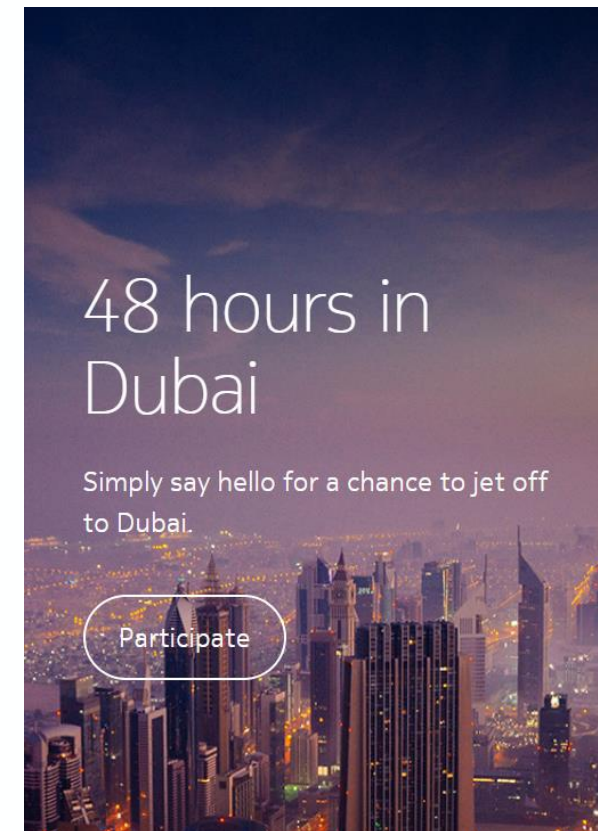 48 hours in
Dubai
Simply say hello for a chance to jet off
to Dubai.
Participate